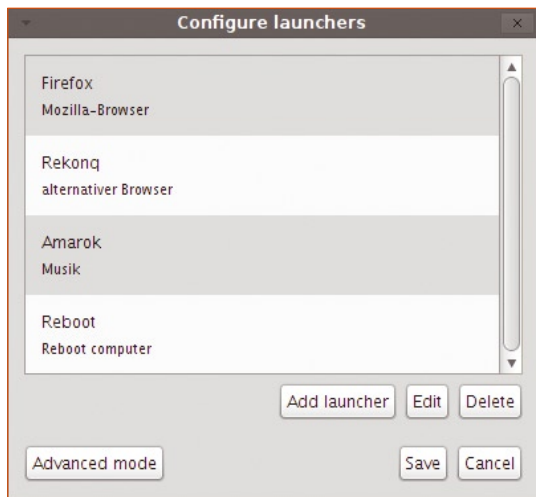 Configure launchers
Firefox
Mozilla-Browser
Rekonq
alternativer Browser
Amarok
Musik
Reboot
Reboot computer
Add launcher Edit Delete
Advanced mode Save Cancel